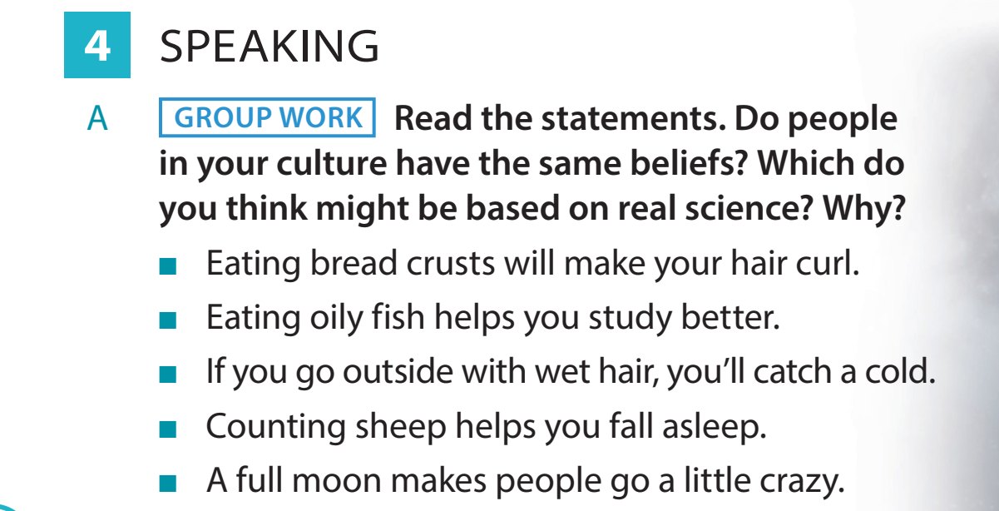 4 SPEAKING
A GROUP WORK Read the statements. Do people
in your culture have the same beliefs? Which do
you think might be based on real science? Why?
■ Eating bread crusts will make your hair curl.
■ Eating oily fish helps you study better.
■ If you go outside with wet hair, you’ll catch a cold.
■ Counting sheep helps you fall asleep.
■ A full moon makes people go a little crazy.